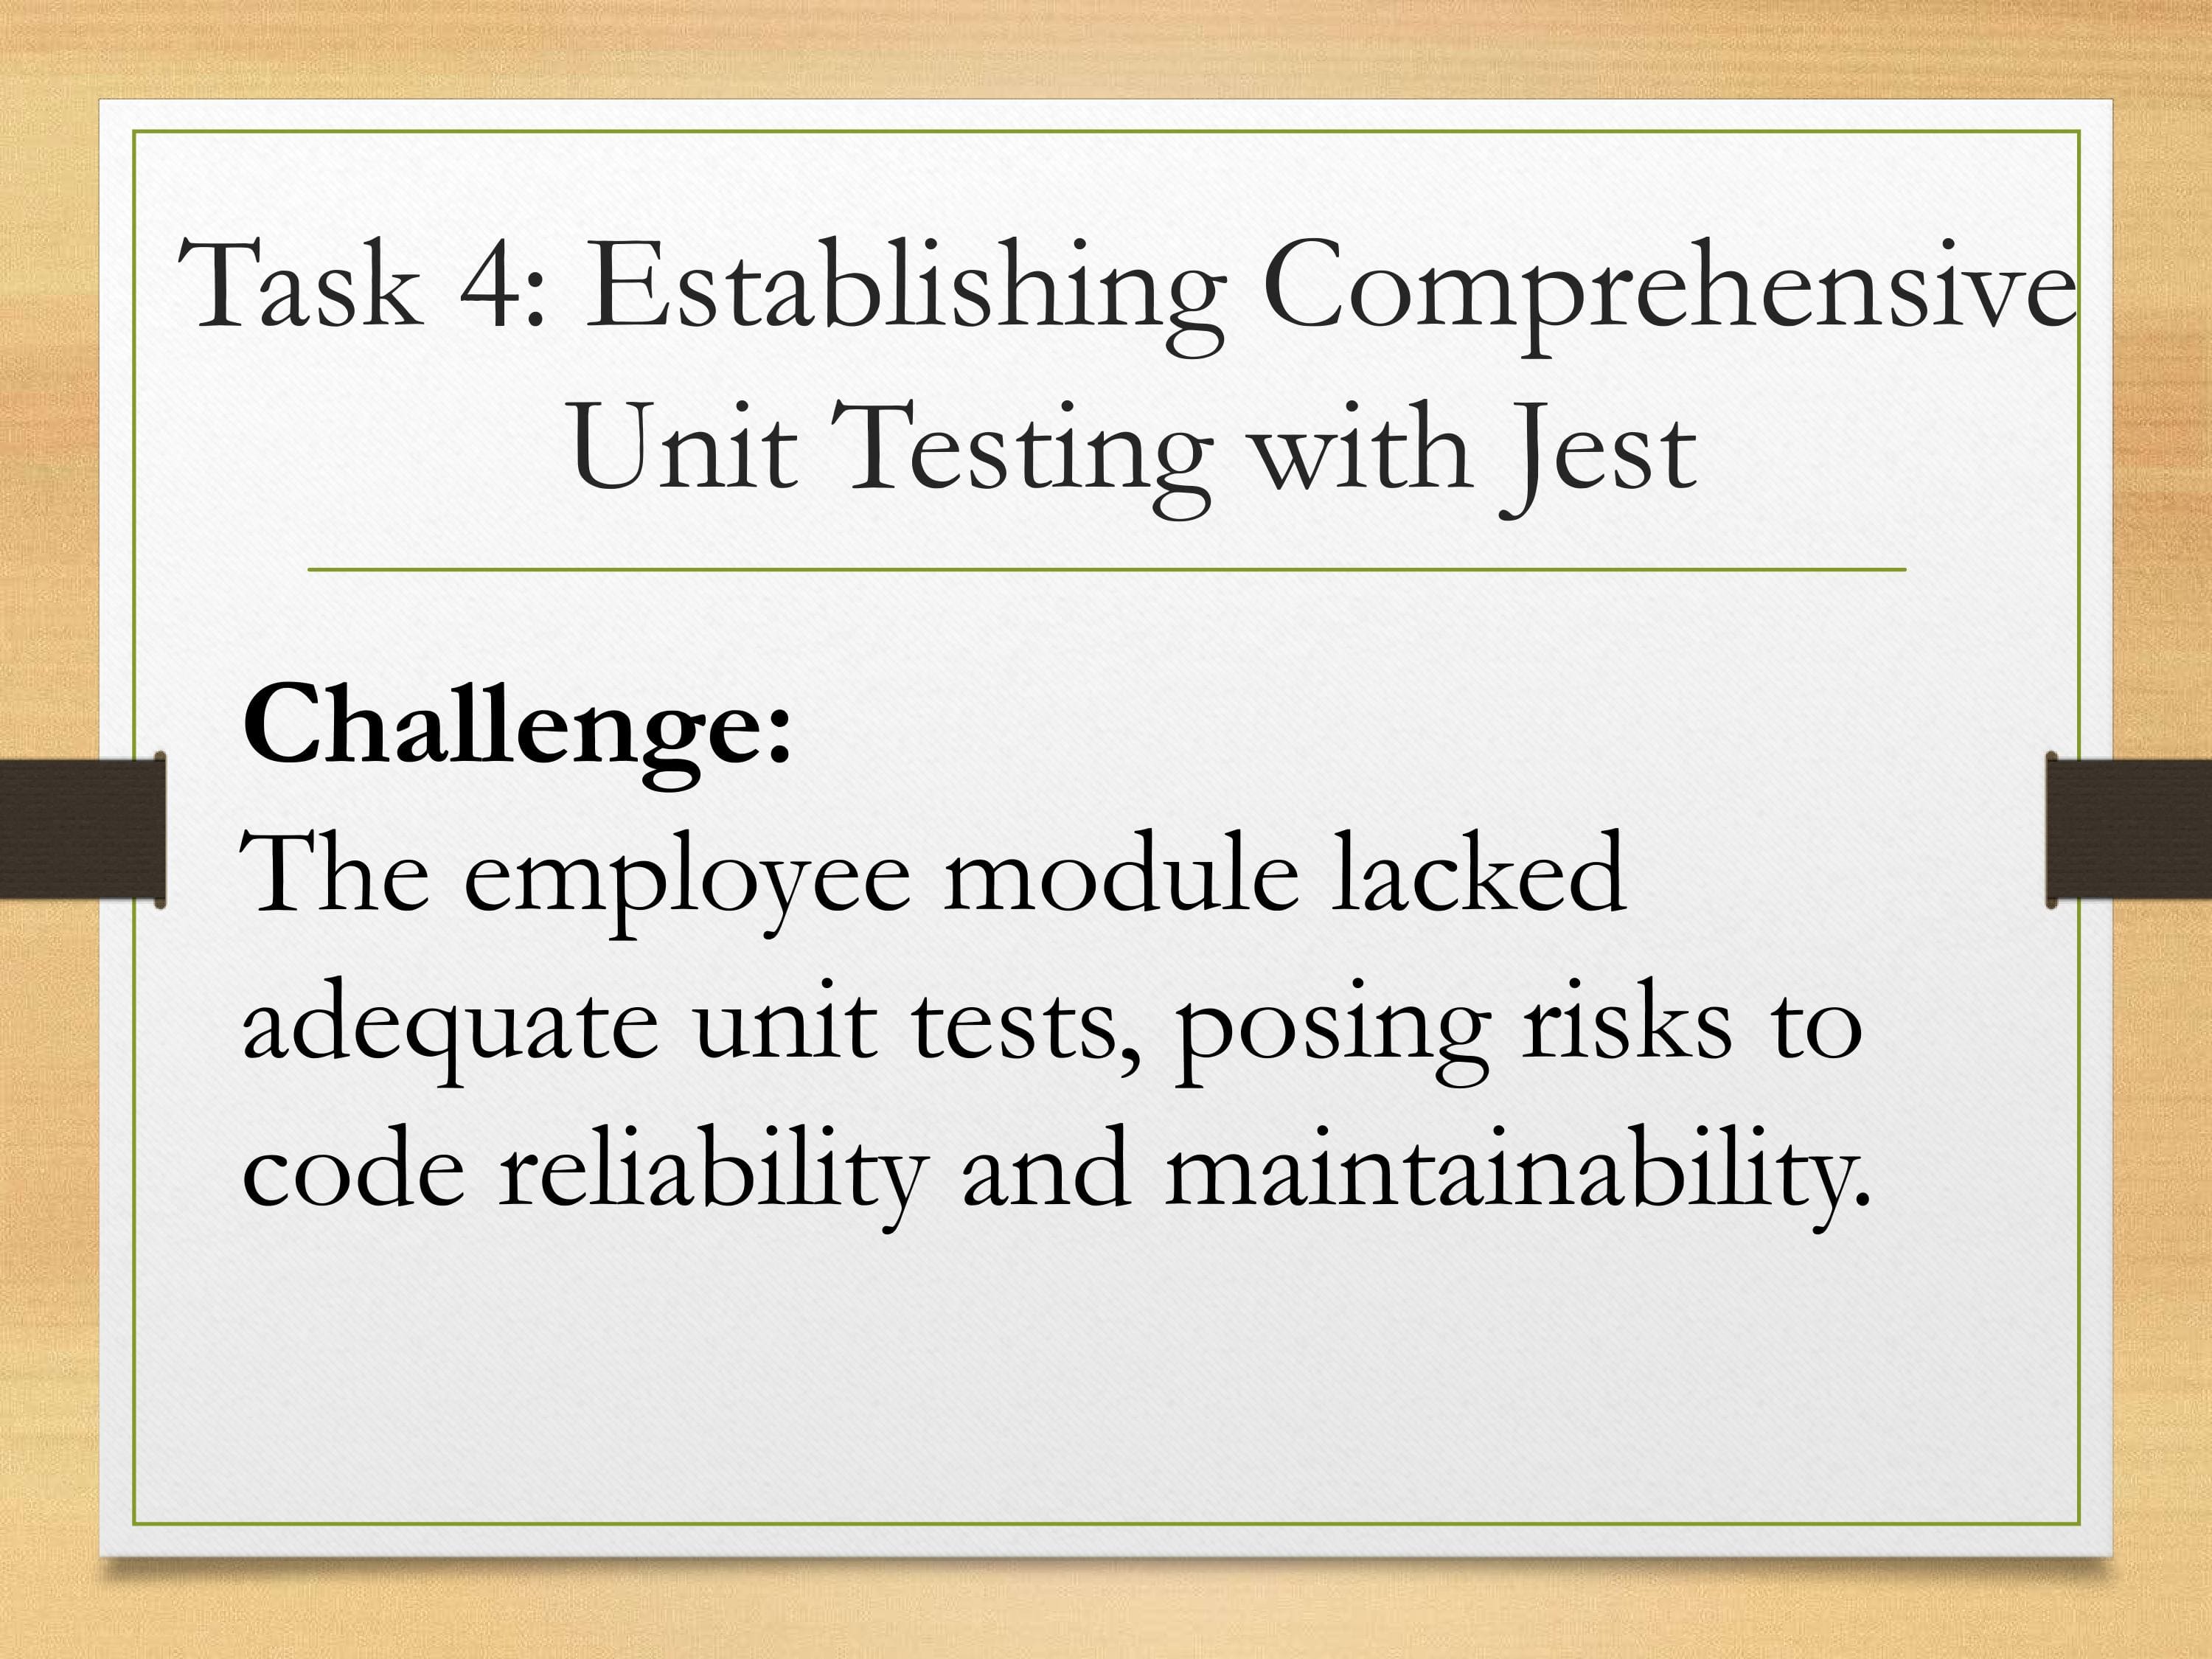 Task 4: Establishing Comprehensive
Unit Testing with Jest
Challenge:
The employee module lacked
adequate unit tests, posing risks to
code reliability and maintainability.